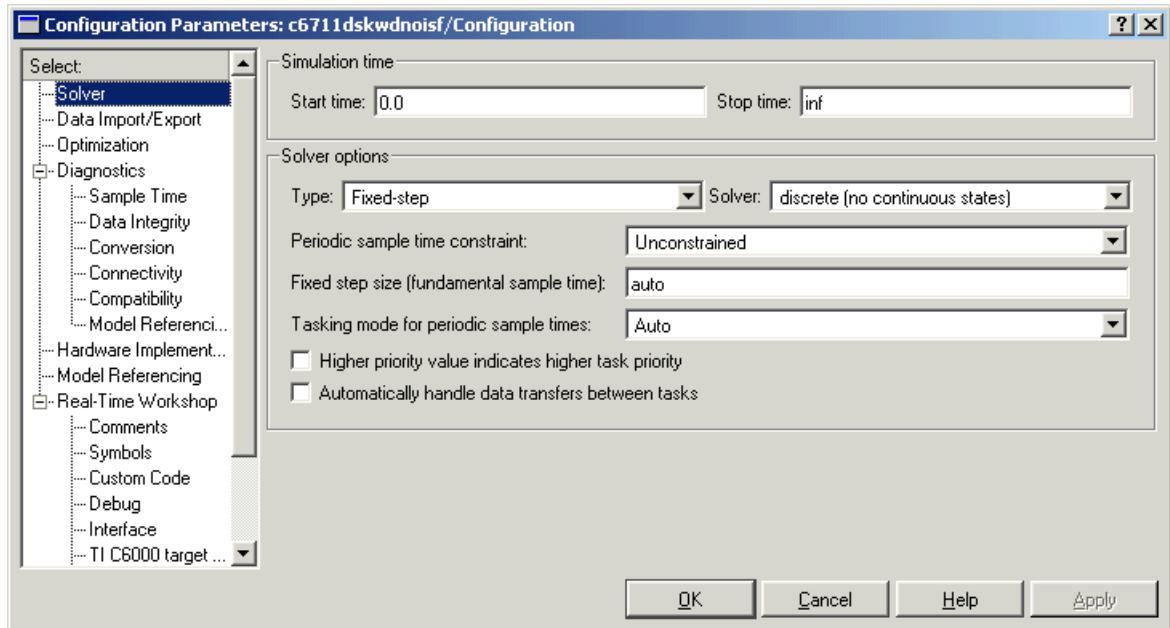 Configuration Parameters: c6711dskwdnoisf/Configuration
Select:
Solver
Data Import/Export
Optimization
Diagnostics
Sample Time
Data Integrity
Conversion
Connectivity
Compatibility
Model Referenci...
Hardware Implement...
Model Referencing
Real-Time Workshop
Comments
Symbols
Custom Code
Debug
Interface
TI C6000 target ...
Simulation time
Start time: 0.0 Stop time: inf
Solver options
Type: Fixed-step Solver: discrete (no continuous states)
Periodic sample time constraint: Unconstrained
Fixed step size (fundamental sample time): auto
Tasking mode for periodic sample times: Auto
Higher priority value indicates higher task priority
Automatically handle data transfers between tasks
OK Cancel Help Apply